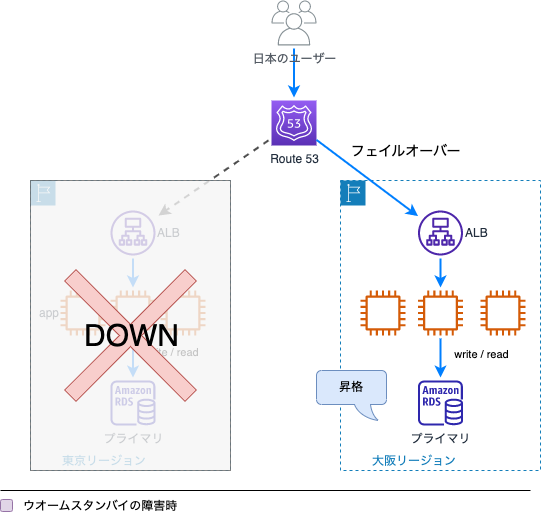 日本のユーザー
53
Route 53
フェイルオーバー
ALB
ALB
app
DOWN
write / read
昇格
Amazon
RDS
Amazon
RDS
プライマリ
プライマリ
東京リージョン
大阪リージョン
ウオームスタンバイの障害時